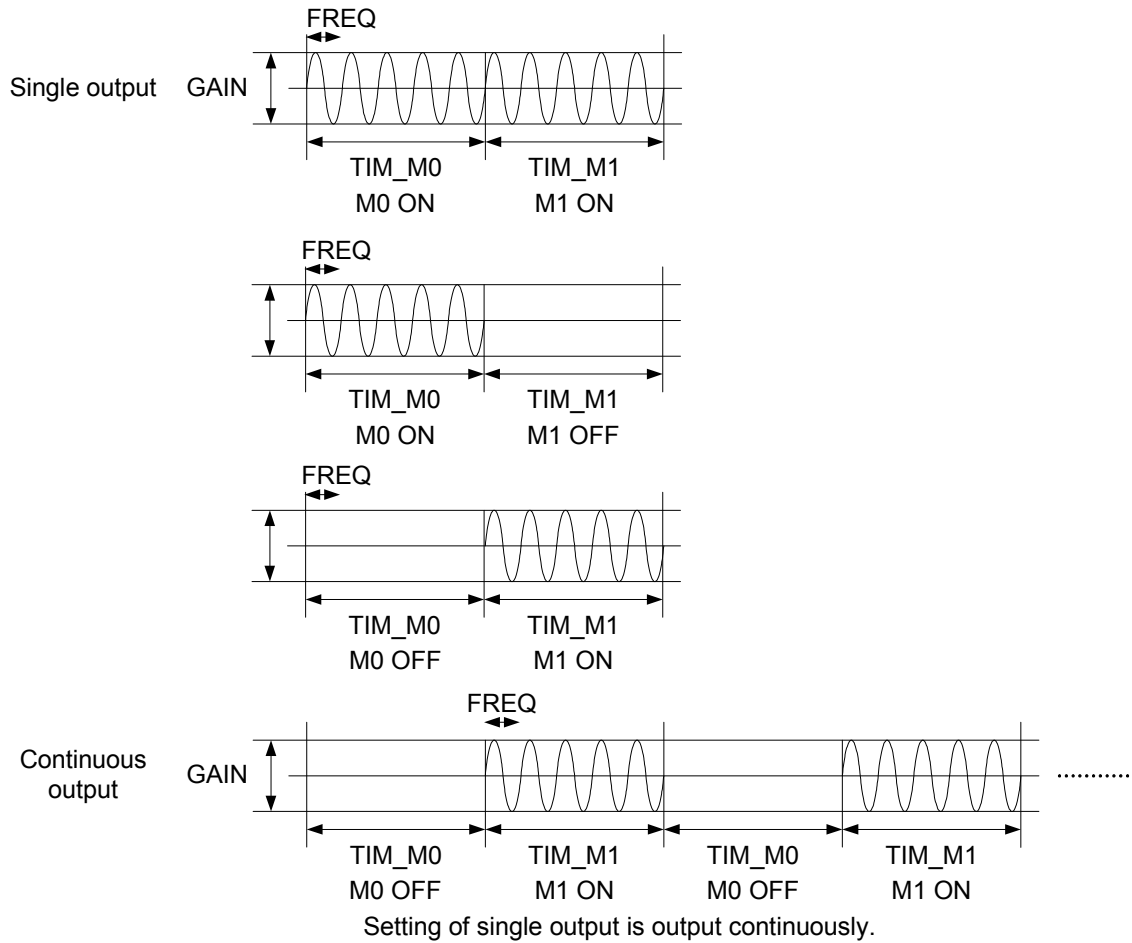 FREQ
Single output GAIN
TIM_M0 TIM_M1
M0 ON M1 ON
FREQ
TIM_M0 TIM_M1
M0 ON M1 OFF
FREQ
TIM_M0 TIM_M1
M0 OFF M1 ON
FREQ
Continuous
output
GAIN
TIM_M0 TIM_M1 TIM_M0 TIM_M1
M0 OFF M1 ON M0 OFF M1 ON
Setting of single output is output continuously.